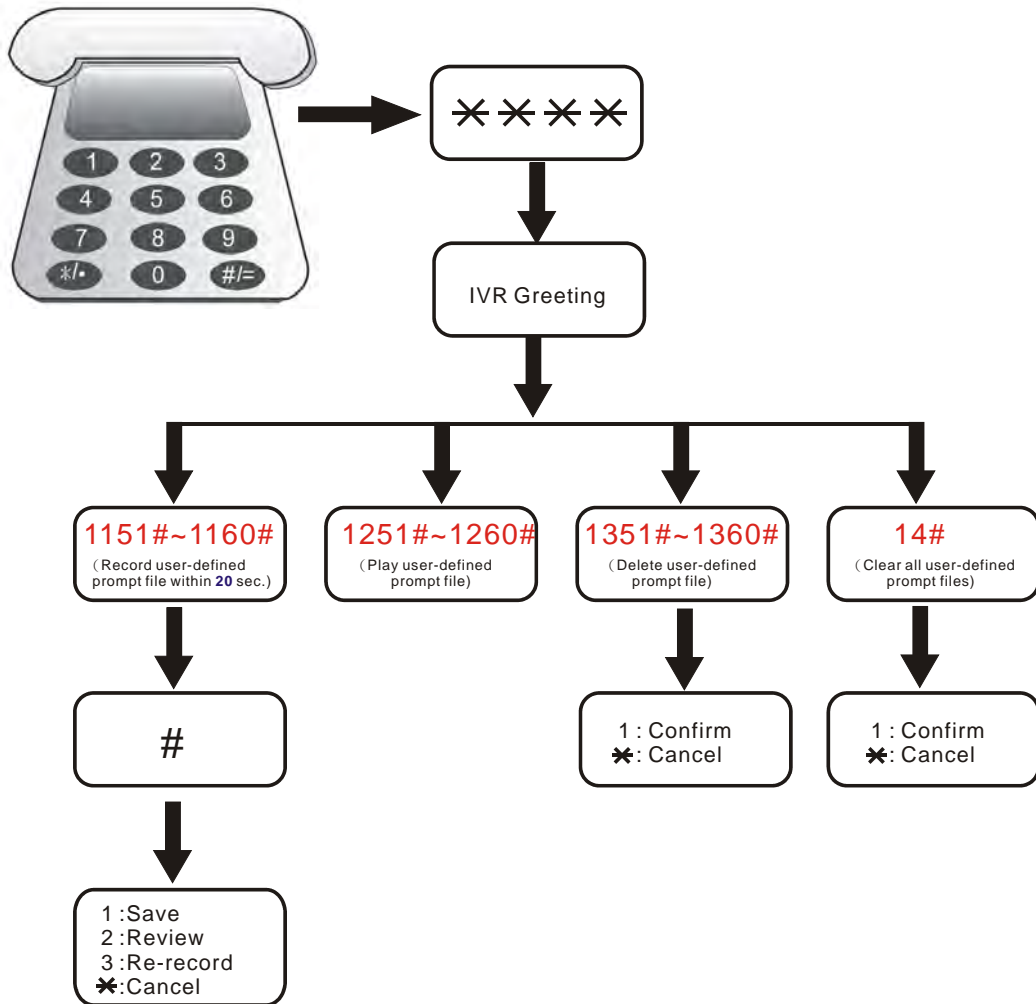 1 2 3
4 5 6
7 8 9
*/• 0 #/=
* * * *
IVR Greeting
1151#~1160#
(Record user-defined
prompt file within 20 sec.)
1251#~1260#
(Play user-defined
prompt file)
1351#~1360#
(Delete user-defined
prompt file)
14#
(Clear all user-defined
prompt files)
#
1 : Confirm
*: Cancel
1 : Confirm
*: Cancel
1 :Save
2 :Review
3 :Re-record
*:Cancel